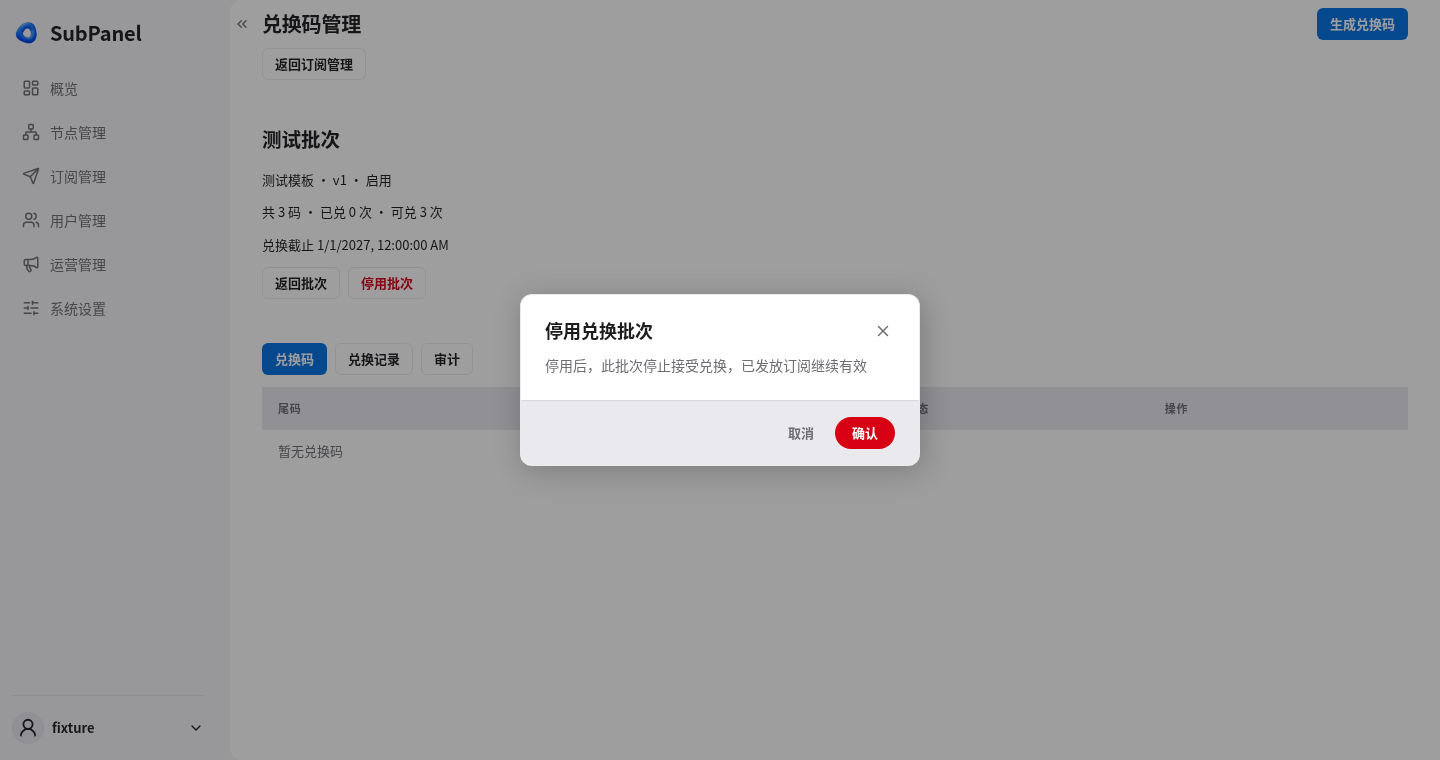 SubPanel
概览
节点管理
订阅管理
用户管理
运营管理
系统设置
fixture
兑换码管理
生成兑换码
返回订阅管理
测试批次
测试模板 • v1 • 启用
共 3 码 • 已兑 0 次 • 可兑 3 次
兑换截止 1/1/2027, 12:00:00 AM
返回批次 停用批次
兑换码 兑换记录 审计
尾码 态 操作
暂无兑换码
停用兑换批次
停用后，此批次停止接受兑换，已发放订阅继续有效
取消 确认